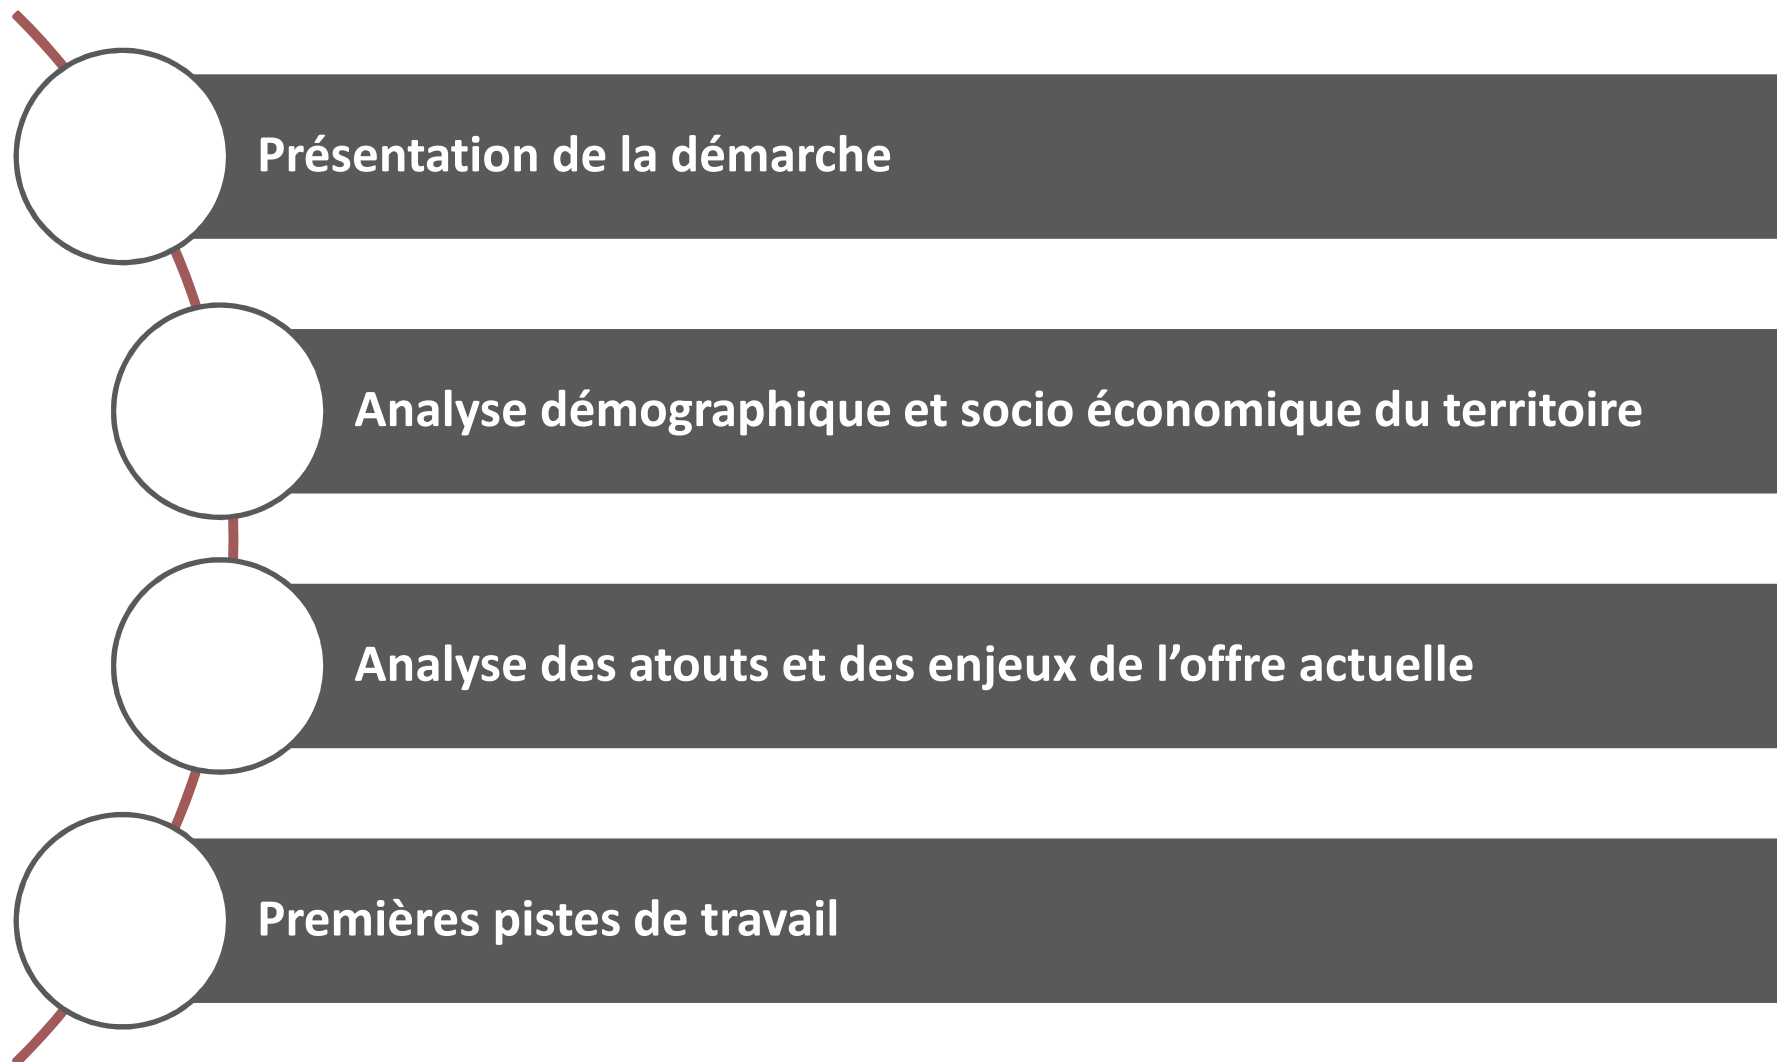 Présentation de la démarche
Analyse démographique et socio économique du territoire
Analyse des atouts et des enjeux de l’offre actuelle
Premières pistes de travail